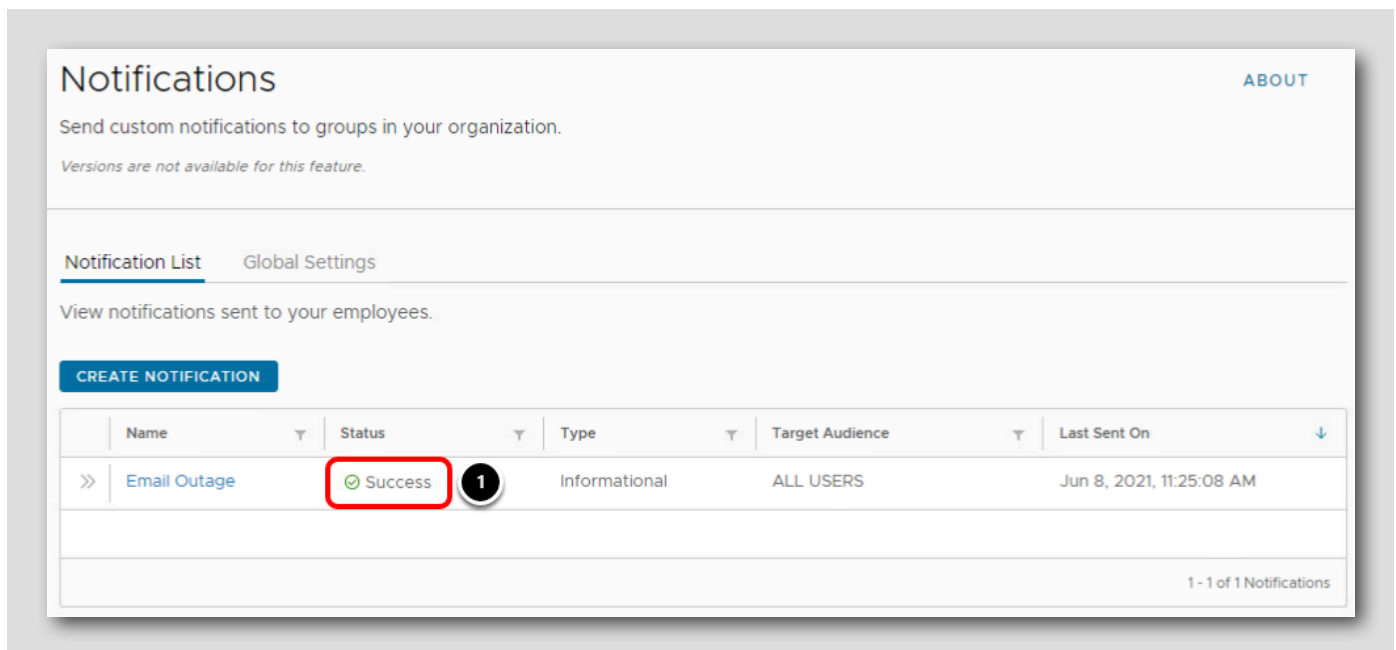 Notifications
ABOUT
Send custom notifications to groups in your organization.
Versions are not available for this feature.
Notification List Global Settings
View notifications sent to your employees.
CREATE NOTIFICATION
Name Status Type Target Audience Last Sent On
Email Outage Success 1 Informational ALL USERS Jun 8, 2021, 11:25:08 AM
1 - 1 of 1 Notifications